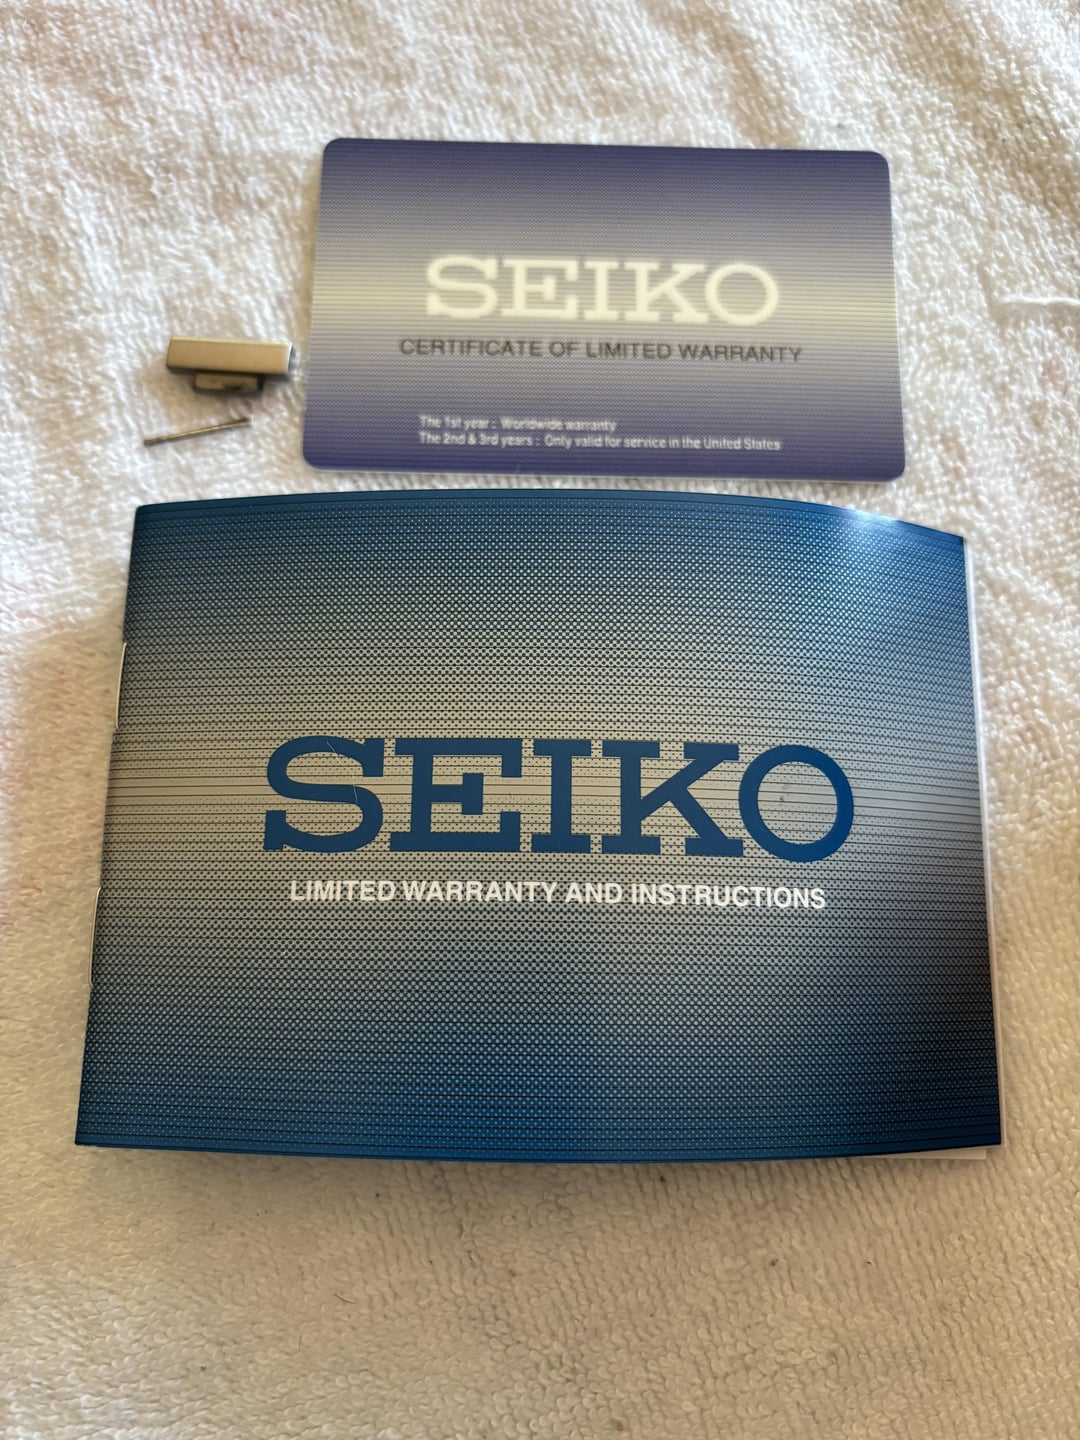 SEIKO
CERTIFICATE OF LIMITED WARRANTY
The 1st year : Worldwide warranty
The 2nd & 3rd years : Only valid for service in the United States
SEIKO
LIMITED WARRANTY AND INSTRUCTIONS